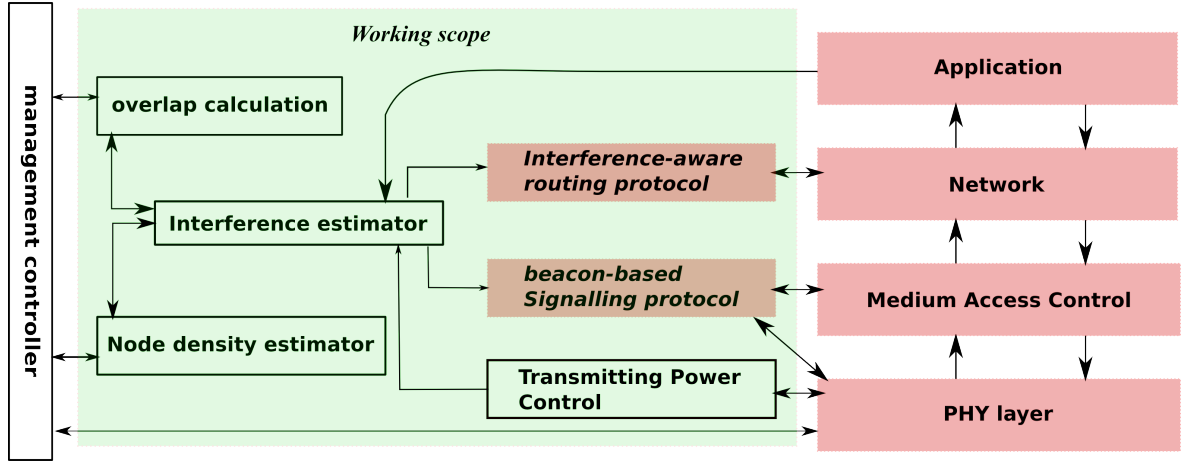 management controller
Working scope
overlap calculation
Interference estimator
Node density estimator
Interference-aware
routing protocol
beacon-based
Signalling protocol
Transmitting Power
Control
Application
Network
Medium Access Control
PHY layer